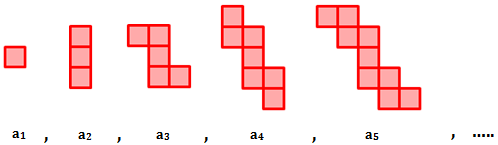 a1 , a2 , a3 , a4 , a5 , .....